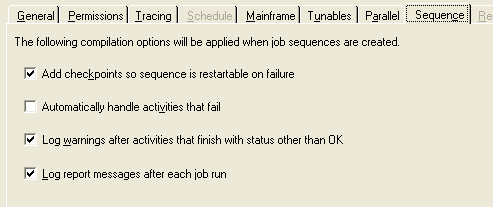 General Permissions Tracing Schedule Mainframe Tunables Parallel Sequence Re
The following compilation options will be applied when job sequences are created.
Add checkpoints so sequence is restartable on failure
Automatically handle activities that fail
Log warnings after activities that finish with status other than OK
Log report messages after each job run